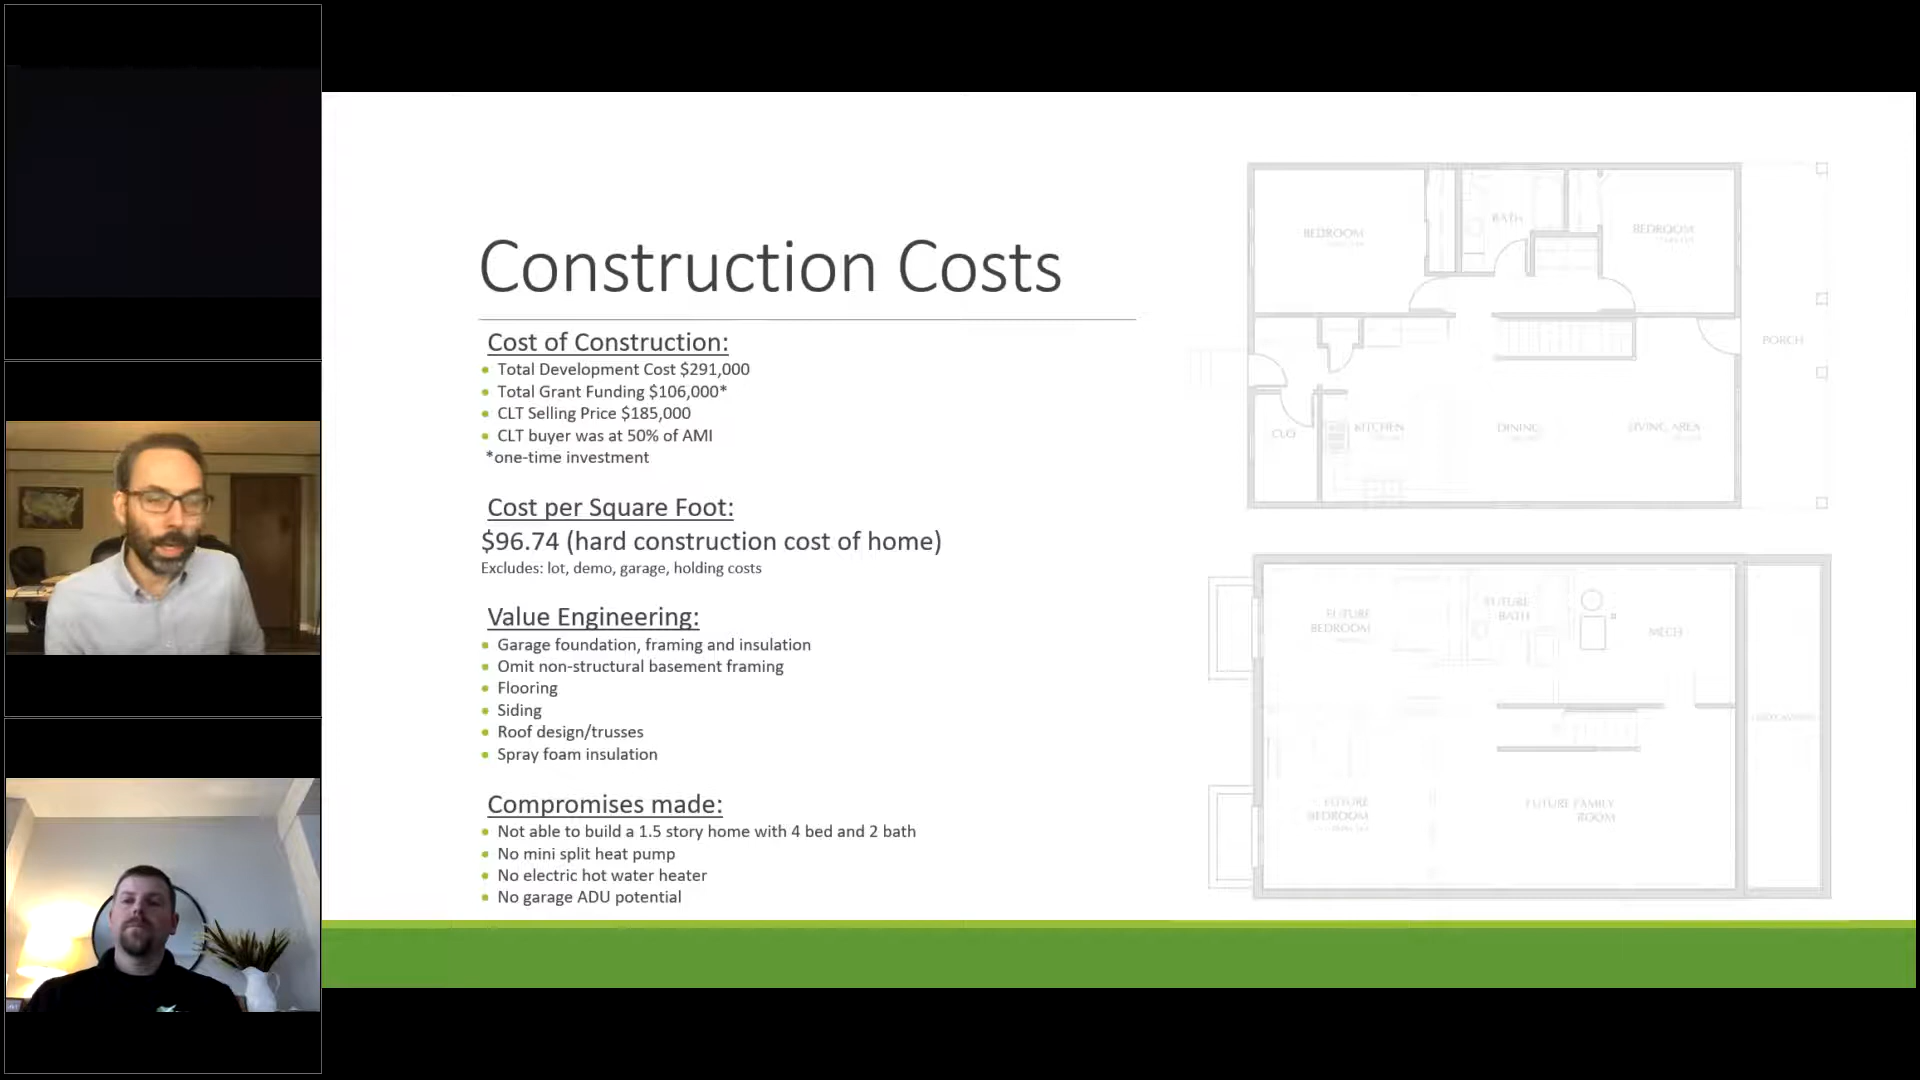 Construction Costs
Cost of Construction:
Total Development Cost $291,000
Total Grant Funding $106,000*
CLT Selling Price $185,000
CLT buyer was at 50% of AMI
*one-time investment
Cost per Square Foot:
$96.74 (hard construction cost of home)
Excludes: lot, demo, garage, holding costs
Value Engineering:
Garage foundation, framing and insulation
Omit non-structural basement framing
Flooring
Siding
Roof design/trusses
Spray foam insulation
Compromises made:
Not able to build a 1.5 story home with 4 bed and 2 bath
No mini split heat pump
No electric hot water heater
No garage ADU potential
BEDROOM
BATH
BEDROOM
PORCH
CLO
KITCHEN
DINING
LIVING AREA
FUTURE
BEDROOM
FUTURE
BATH
MECH
FUTURE
BEDROOM
FUTURE FAMILY
ROOM